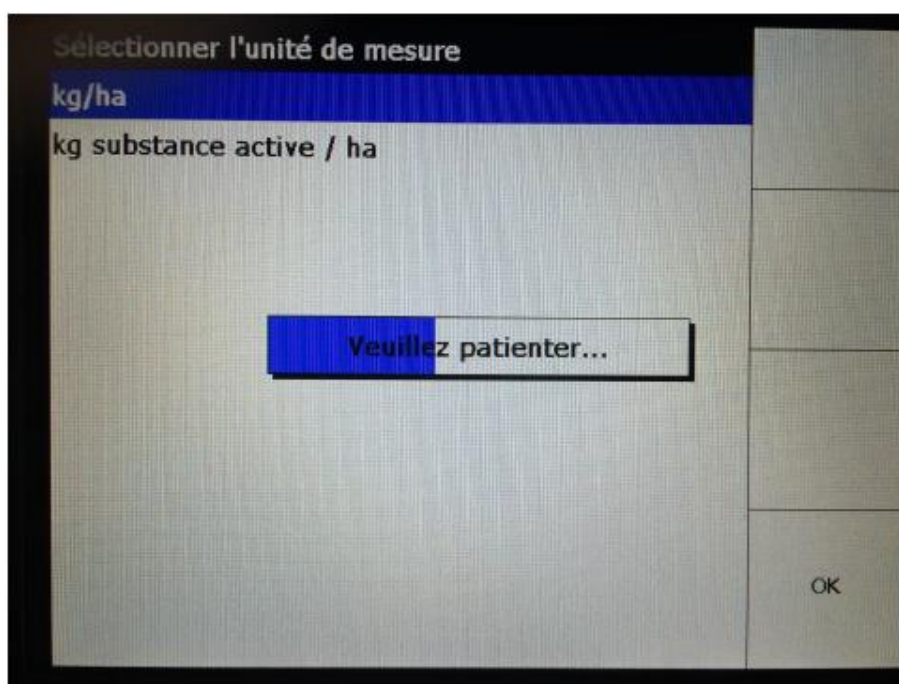 Sélectionner l'unité de mesure
kg/ha
kg substance active / ha
Veuillez patienter...
OK